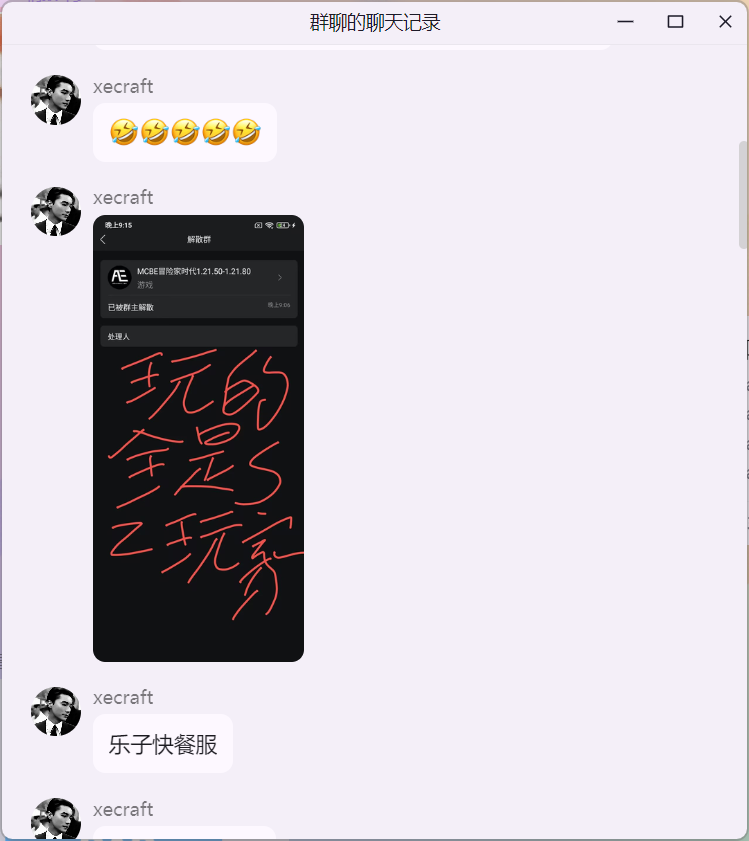 群聊的聊天记录
xecraft
🤣🤣🤣🤣🤣
xecraft
晚上9:15
解散群
AE
MCBE冒险家时代1.21.50-1.21.80
游戏
已被群主解散
晚上9:06
处理人
玩的
全是S
Z玩家
xecraft
乐子快餐服
xecraft